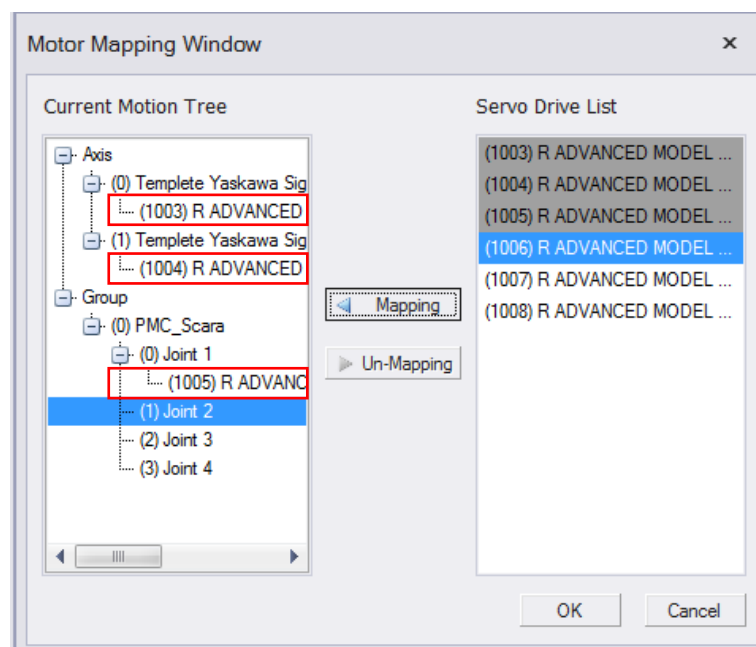 Motor Mapping Window
×
Current Motion Tree
Axis
(0) Templete Yaskawa Sig
(1003) R ADVANCED
(1) Templete Yaskawa Sig
(1004) R ADVANCED
Group
(0) PMC_Scara
(0) Joint 1
(1005) R ADVANC
(1) Joint 2
(2) Joint 3
(3) Joint 4
Mapping
Un-Mapping
Servo Drive List
(1003) R ADVANCED MODEL ...
(1004) R ADVANCED MODEL ...
(1005) R ADVANCED MODEL ...
(1006) R ADVANCED MODEL ...
(1007) R ADVANCED MODEL ...
(1008) R ADVANCED MODEL ...
OK
Cancel